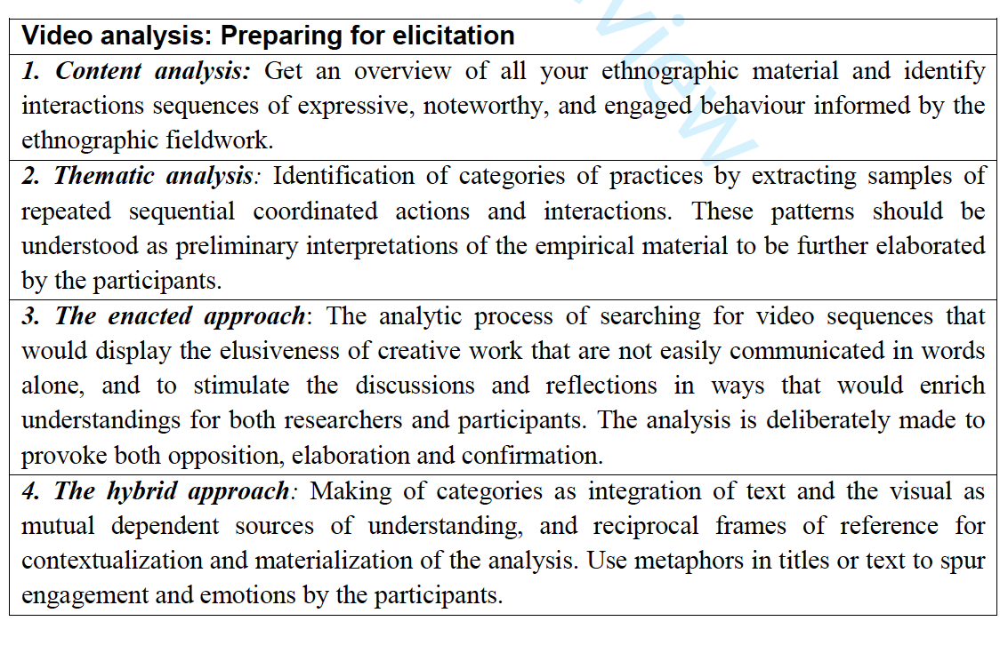 Video analysis: Preparing for elicitation
1. Content analysis: Get an overview of all your ethnographic material and identify
interactions sequences of expressive, noteworthy, and engaged behaviour informed by the
ethnographic fieldwork.
2. Thematic analysis: Identification of categories of practices by extracting samples of
repeated sequential coordinated actions and interactions. These patterns should be
understood as preliminary interpretations of the empirical material to be further elaborated
by the participants.
3. The enacted approach: The analytic process of searching for video sequences that
would display the elusiveness of creative work that are not easily communicated in words
alone, and to stimulate the discussions and reflections in ways that would enrich
understandings for both researchers and participants. The analysis is deliberately made to
provoke both opposition, elaboration and confirmation.
4. The hybrid approach: Making of categories as integration of text and the visual as
mutual dependent sources of understanding, and reciprocal frames of reference for
contextualization and materialization of the analysis. Use metaphors in titles or text to spur
engagement and emotions by the participants.